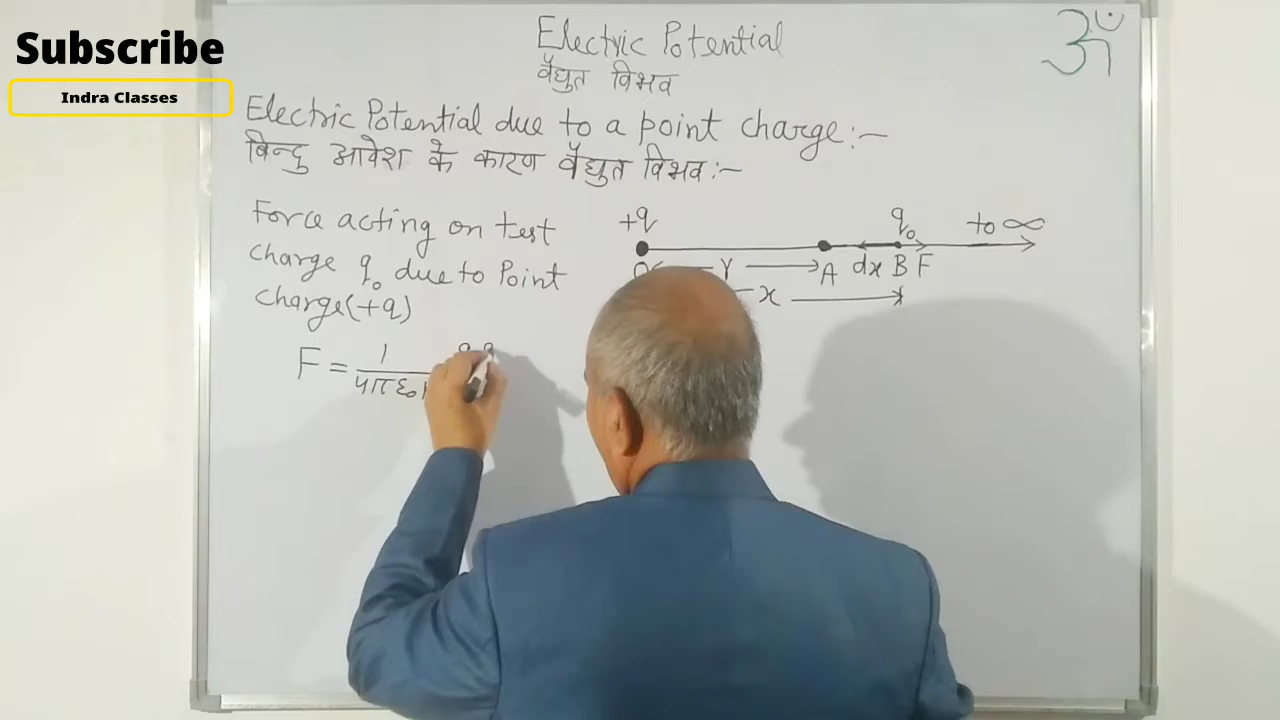 Subscribe
Indra Classes
ॐ
Electric Potential
वैद्युत विभव
Electric Potential due to a point charge:-
बिन्दु आवेश के कारण वैद्युत विभव:-
Force acting on test
charge q₀ due to Point
charge(+q)
+q
q₀
to ∞
r
A
dx
B
F
x
F = 1/4πε₀